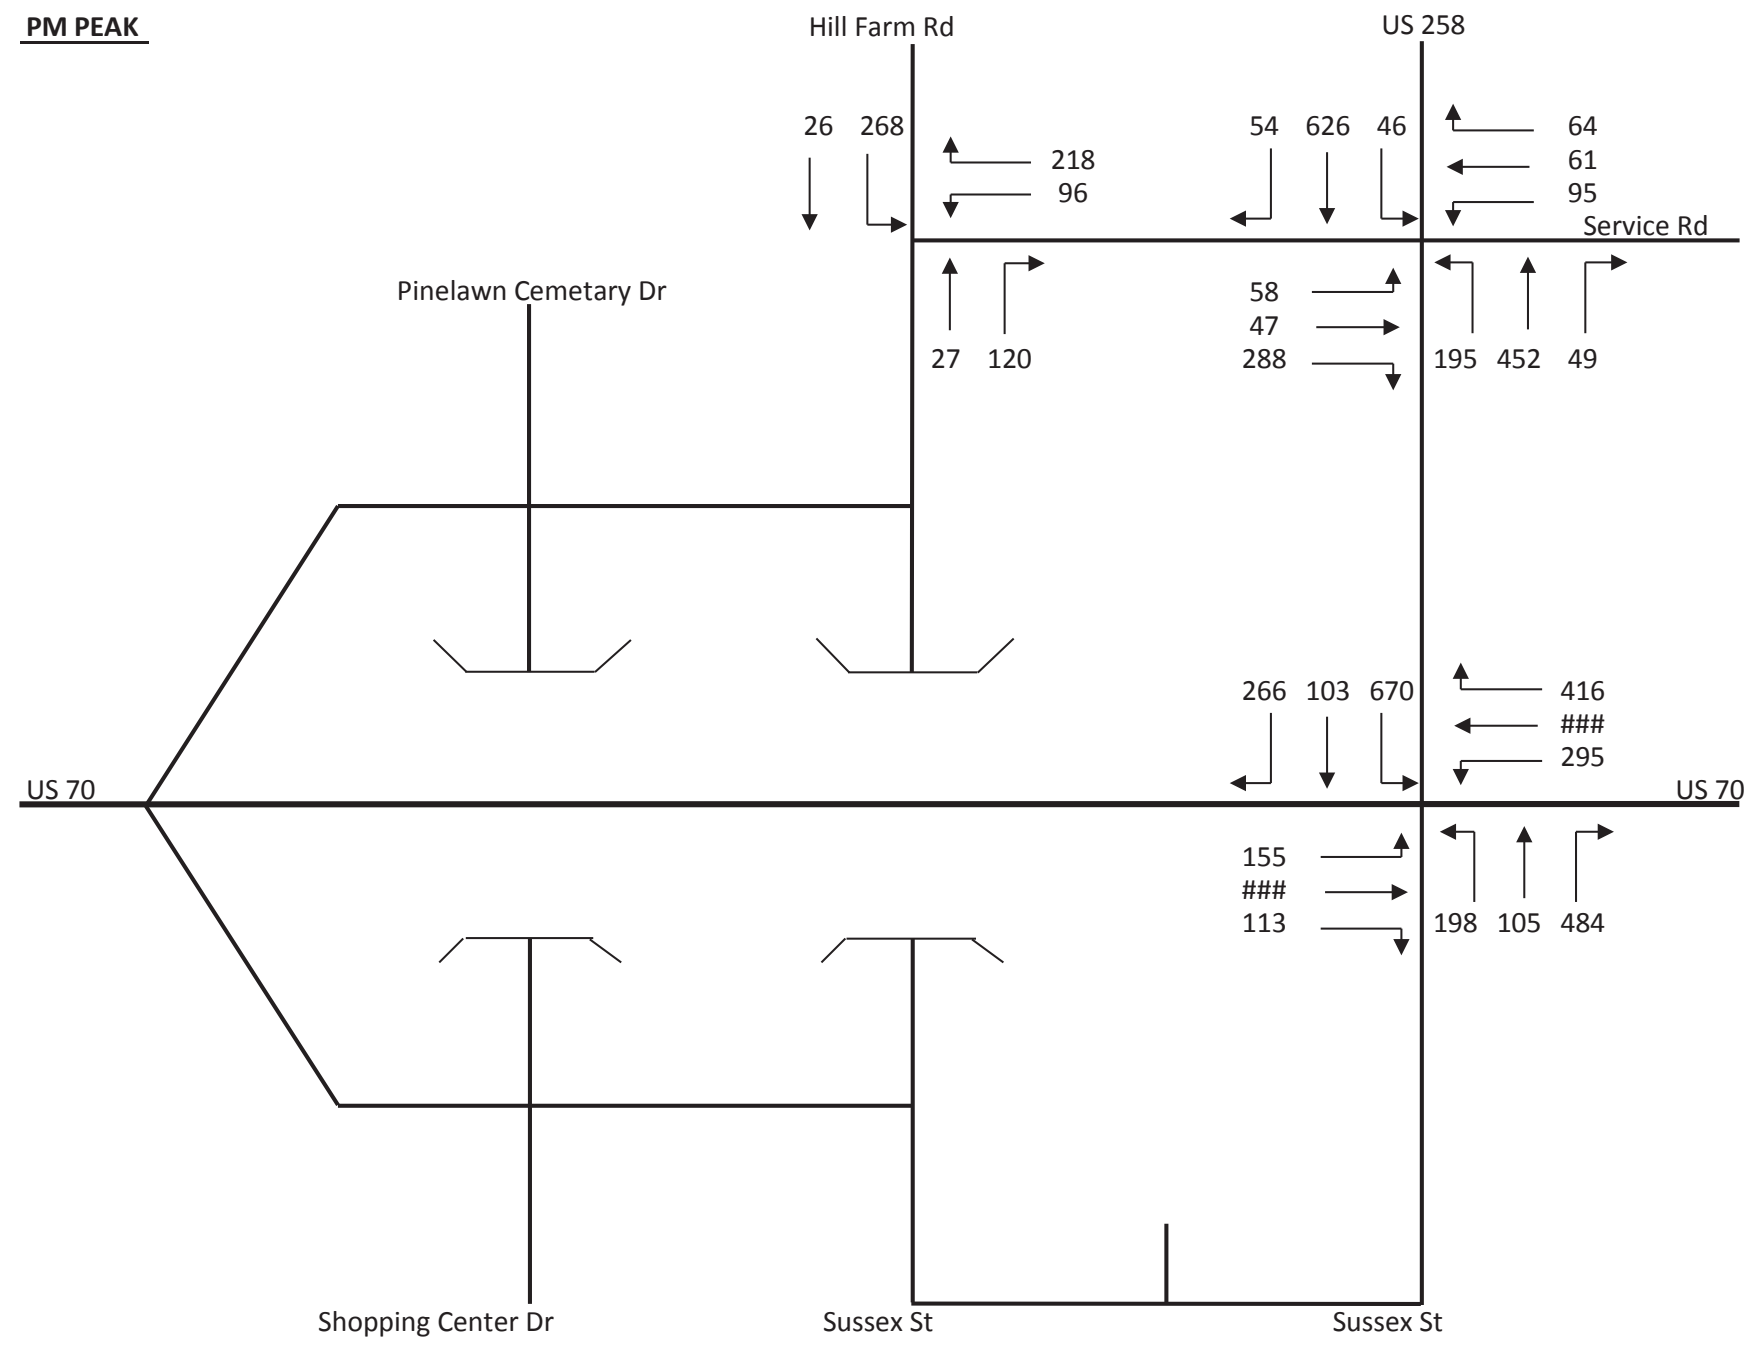 PM PEAK
Hill Farm Rd
US 258
26 268
218
96
54 626 46
64
61
95
Service Rd
Pinelawn Cemetary Dr
27 120
58
47
288
195 452 49
266 103 670
416
###
295
US 70
US 70
155
###
113
198 105 484
Shopping Center Dr
Sussex St
Sussex St